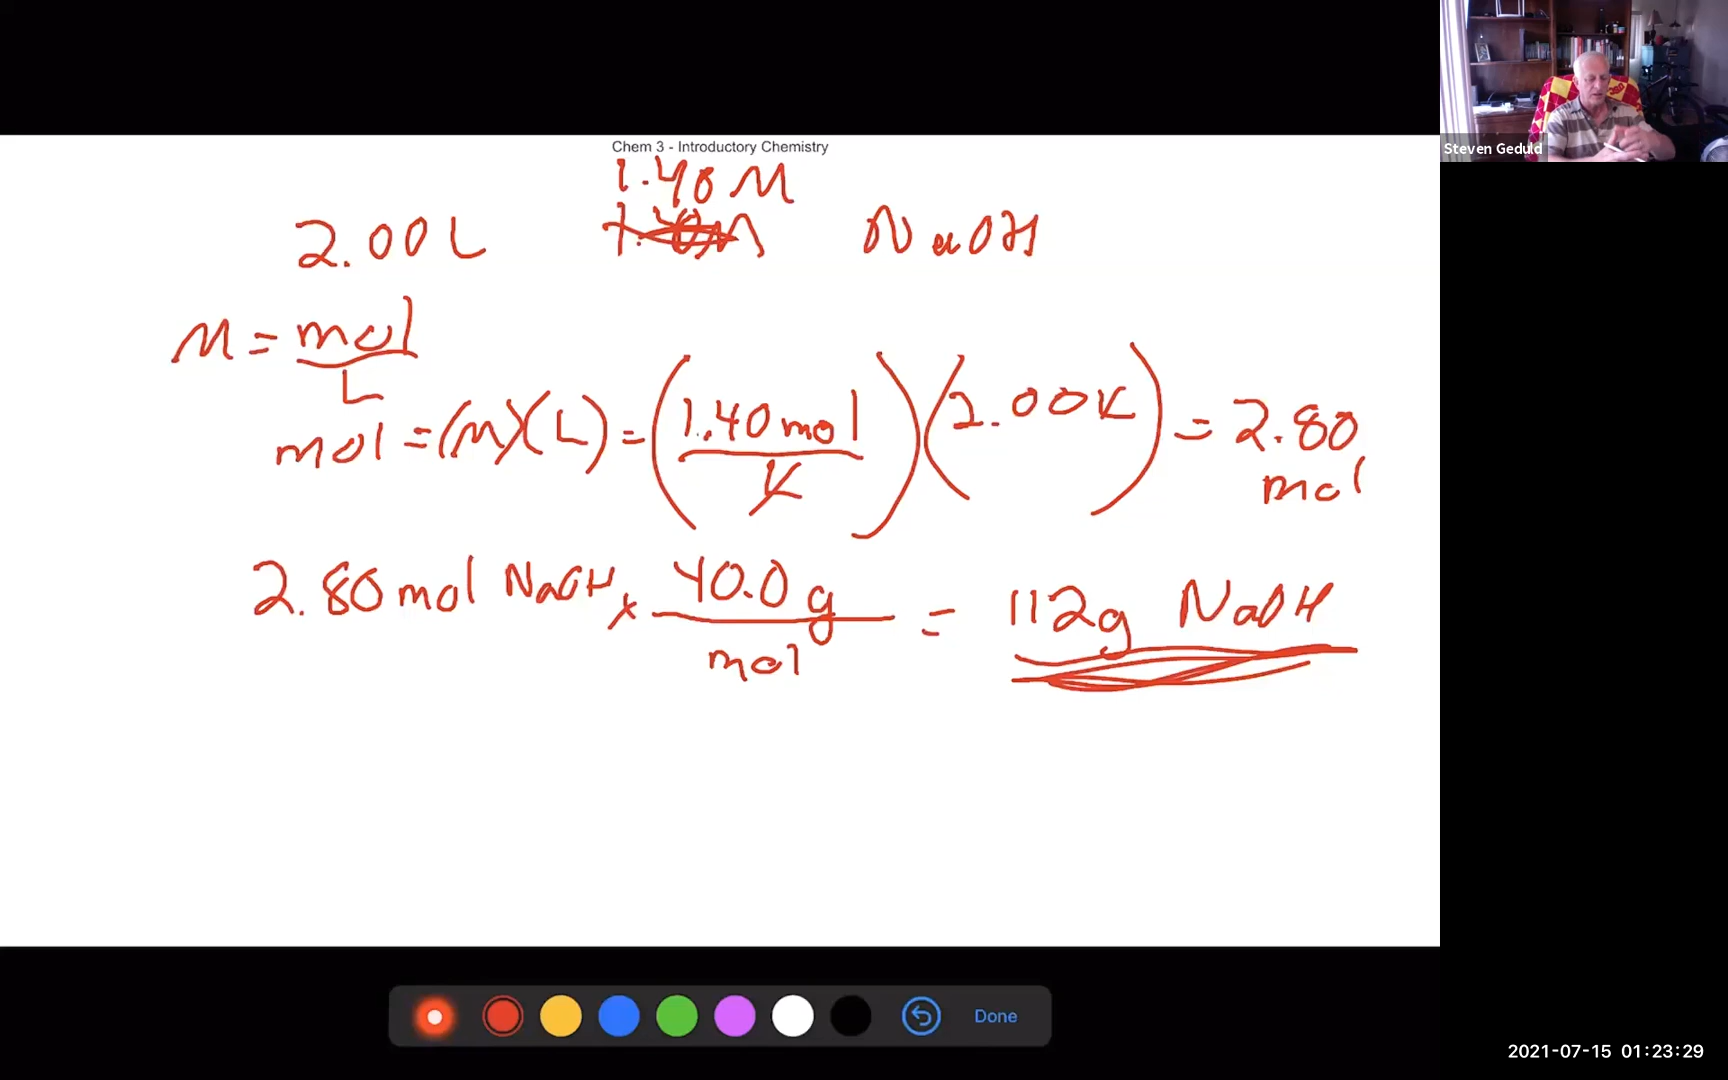 Chem 3 - Introductory Chemistry
1.40 M
2.00 L NaOH
M = mol / L
mol = (M)(L) = (1.40 mol / L)(2.00 L) = 2.80
mol
2.80 mol NaOH x 40.0 g / mol = 112g NaOH
Steven Geduld
Done
2021-07-15 01:23:29